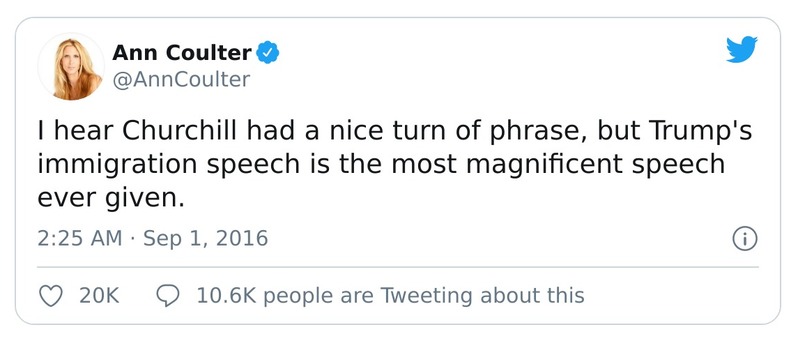 Ann Coulter
@AnnCoulter
I hear Churchill had a nice turn of phrase, but Trump's
immigration speech is the most magnificent speech
ever given.
2:25 AM · Sep 1, 2016
20K 10.6K people are Tweeting about this